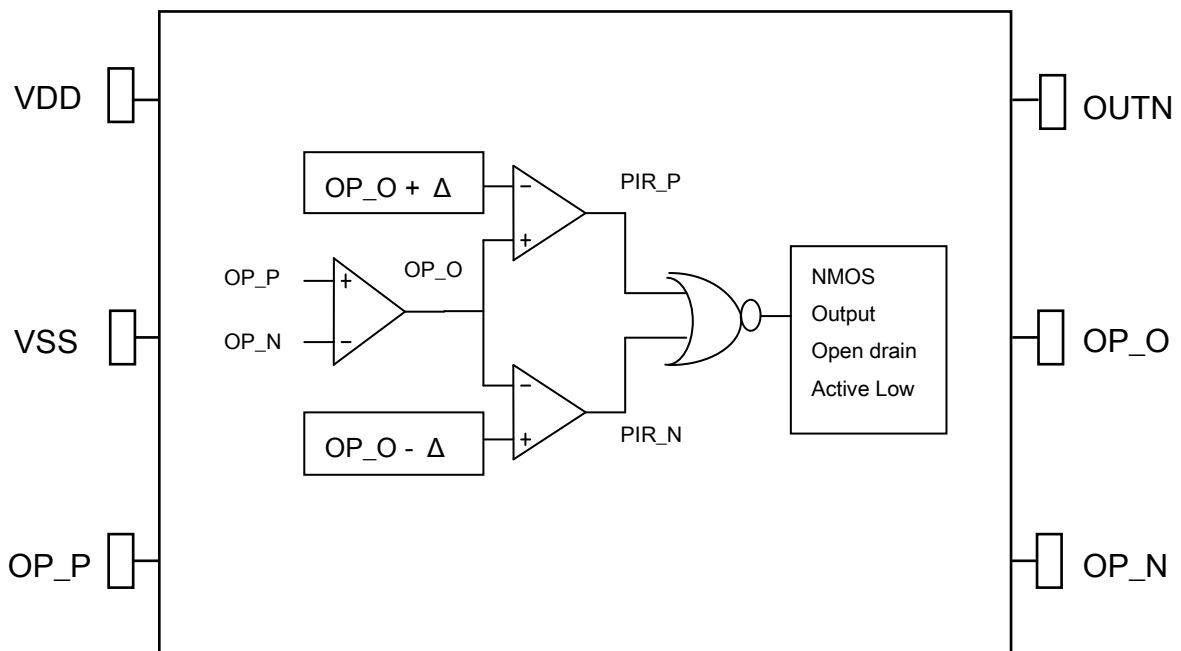 VDD
OUTN
OP_O + Δ
−
PIR_P
+
OP_P
+
OP_O
OP_N
−
−
OP_O - Δ
+
PIR_N
NMOS
Output
Open drain
Active Low
VSS
OP_O
OP_P
OP_N